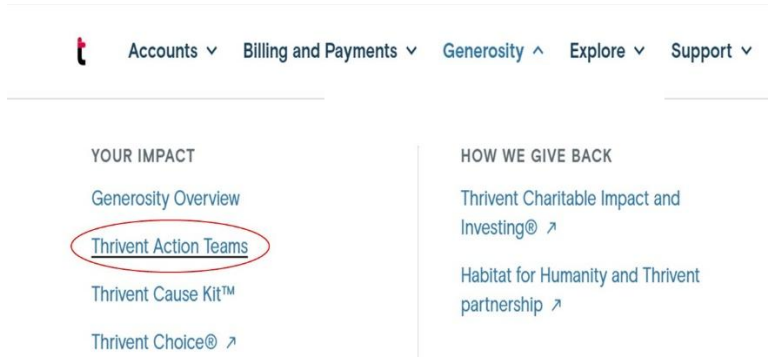 t Accounts Billing and Payments Generosity Explore Support
YOUR IMPACT
Generosity Overview
Thrivent Action Teams
Thrivent Cause Kit™
Thrivent Choice® ↗
HOW WE GIVE BACK
Thrivent Charitable Impact and
Investing® ↗
Habitat for Humanity and Thrivent
partnership ↗